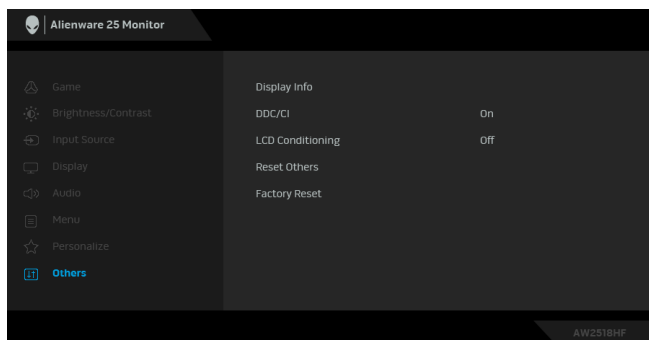 Alienware 25 Monitor
Game
Brightness/Contrast
Input Source
Display
Audio
Menu
Personalize
Others
Display Info
DDC/CI On
LCD Conditioning Off
Reset Others
Factory Reset
AW2518HF